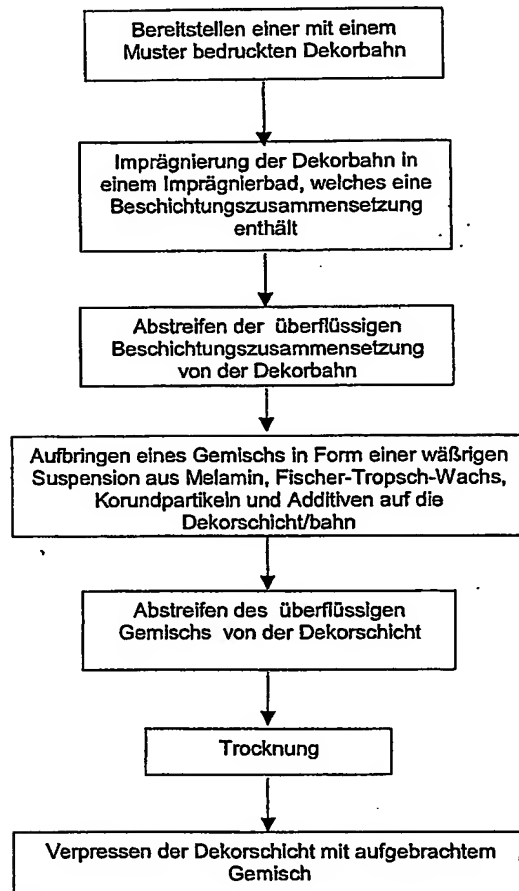 Bereitstellen einer mit einem
Muster bedruckten Dekorbahn
Imprägnierung der Dekorbahn in
einem Imprägnierbad, welches eine
Beschichtungszusammensetzung
enthält
Abstreifen der überflüssigen
Beschichtungszusammensetzung
von der Dekorbahn
Aufbringen eines Gemischs in Form einer wäßrigen
Suspension aus Melamin, Fischer-Tropsch-Wachs,
Korundpartikeln und Additiven auf die
Dekorschicht/bahn
Abstreifen des überflüssigen
Gemischs von der Dekorschicht
Trocknung
Verpressen der Dekorschicht mit aufgebrachtem
Gemisch